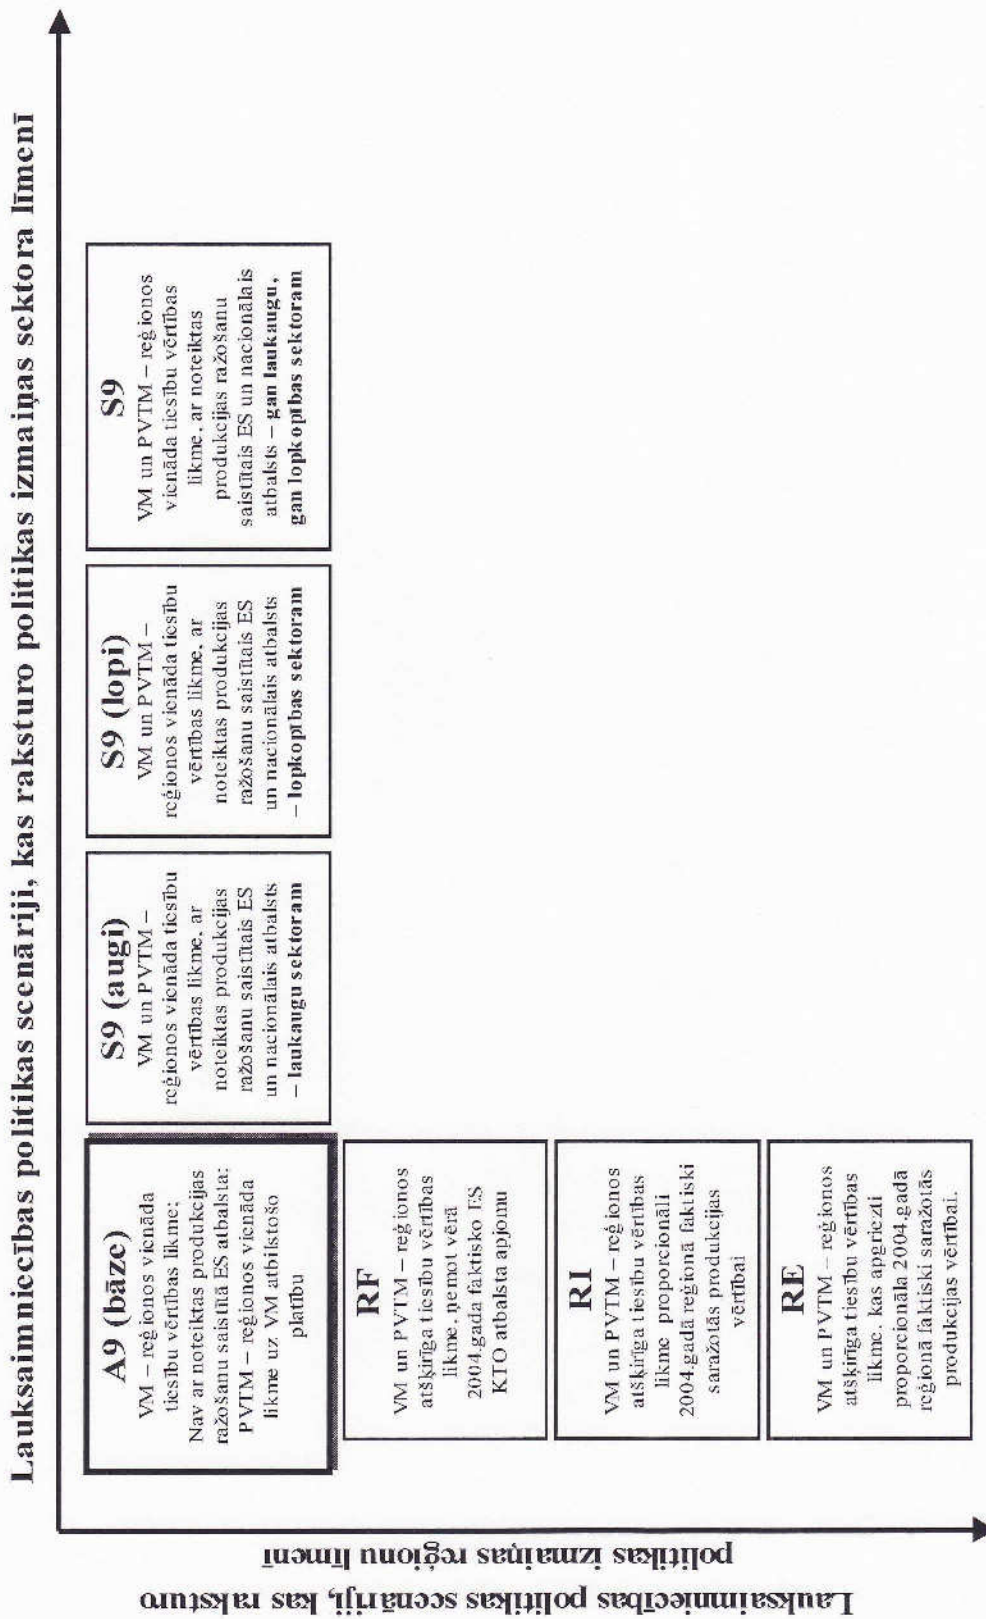 Lauksaimniecības politikas scenāriji, kas raksturo politikas izmaiņas sektora līmenī
A9 (bāze)
VM – reģionos vienāda
tiesību vērtības likme;
Nav ar noteiktas produkcijas
ražošanu saistītā ES atbalsta:
PVTM – reģionos vienāda
likme uz VM atbilstošo
platību
S9 (augi)
VM un PVTM –
reģionos vienāda tiesību
vērtības likme, ar
noteiktas produkcijas
ražošanu saistītais ES
un nacionālais atbalsts
– laukaugu sektoram
S9 (lopi)
VM un PVTM –
reģionos vienāda tiesību
vērtības likme, ar
noteiktas produkcijas
ražošanu saistītais ES
un nacionālais atbalsts
– lopkopības sektoram
S9
VM un PVTM – reģionos
vienāda tiesību vērtības
likme, ar noteiktas
produkcijas ražošanu
saistītais ES un nacionālais
atbalsts – gan laukaugu,
gan lopkopības sektoram
RF
VM un PVTM – reģionos
atšķirīga tiesību vērtības
likme, ņemot vērā
2004.gada faktisko ES
KTO atbalsta apjomu
RI
VM un PVTM – reģionos
atšķirīga tiesību vērtības
likme proporcionāli
2004.gadā reģionā faktiski
saražotās produkcijas
vērtībai
RE
VM un PVTM – reģionos
atšķirīga tiesību vērtības
likme, kas apgriezti
proporcionāla 2004.gadā
reģionā faktiski saražotās
produkcijas vērtībai.
Lauksaimniecības politikas scenāriji, kas raksturo
politikas izmaiņas reģionu līmenī